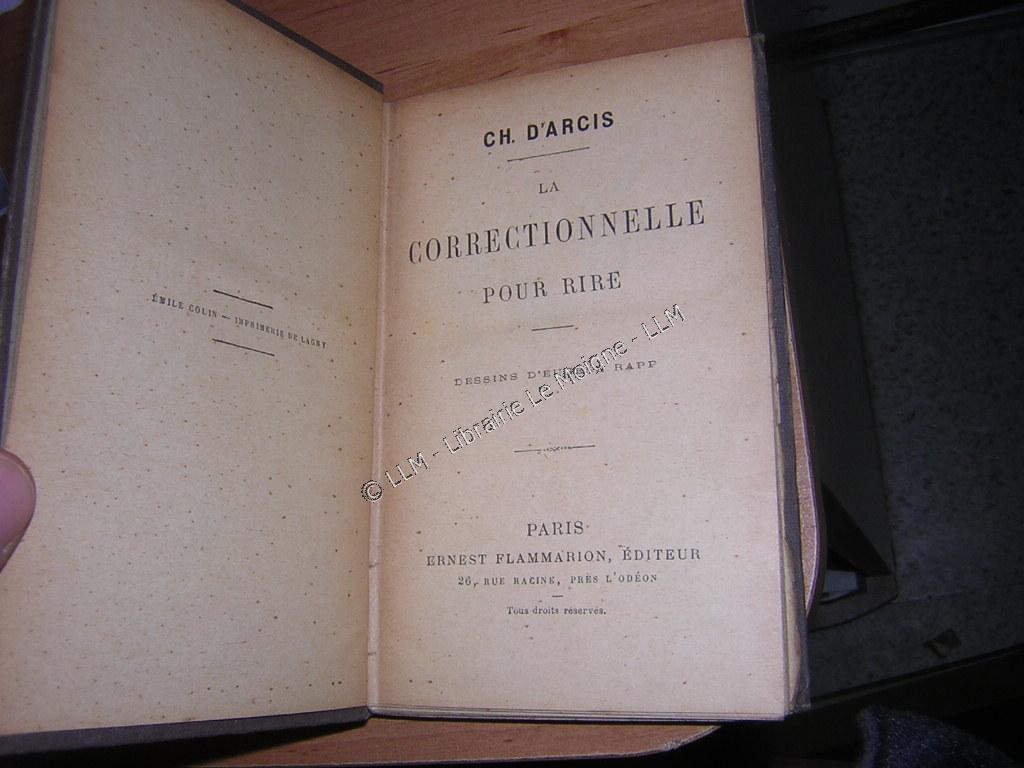 ÉMILE COLIN — IMPRIMERIE DE LAGNY
CH. D'ARCIS
LA
CORRECTIONNELLE
POUR RIRE
DESSINS RAPP
PARIS
ERNEST FLAMMARION, ÉDITEUR
26, RUE RACINE, PRÈS L'ODÉON
Tous droits réservés.
© LLM - Librairie Le Moigne - LLM